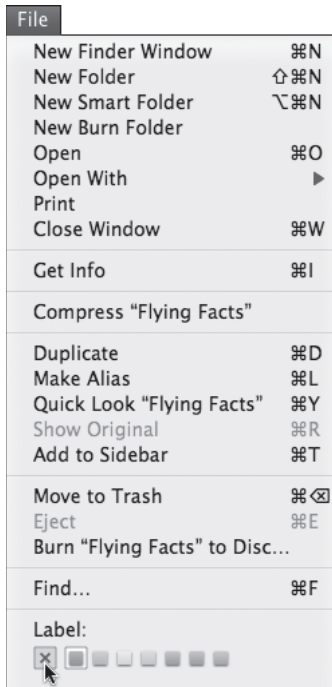 File
New Finder Window ⌘N
New Folder ⇧⌘N
New Smart Folder ⌥⌘N
New Burn Folder
Open ⌘O
Open With ▶
Print
Close Window ⌘W
Get Info ⌘I
Compress “Flying Facts”
Duplicate ⌘D
Make Alias ⌘L
Quick Look “Flying Facts” ⌘Y
Show Original ⌘R
Add to Sidebar ⌘T
Move to Trash ⌘⌫
Eject ⌘E
Burn “Flying Facts” to Disc…
Find… ⌘F
Label: